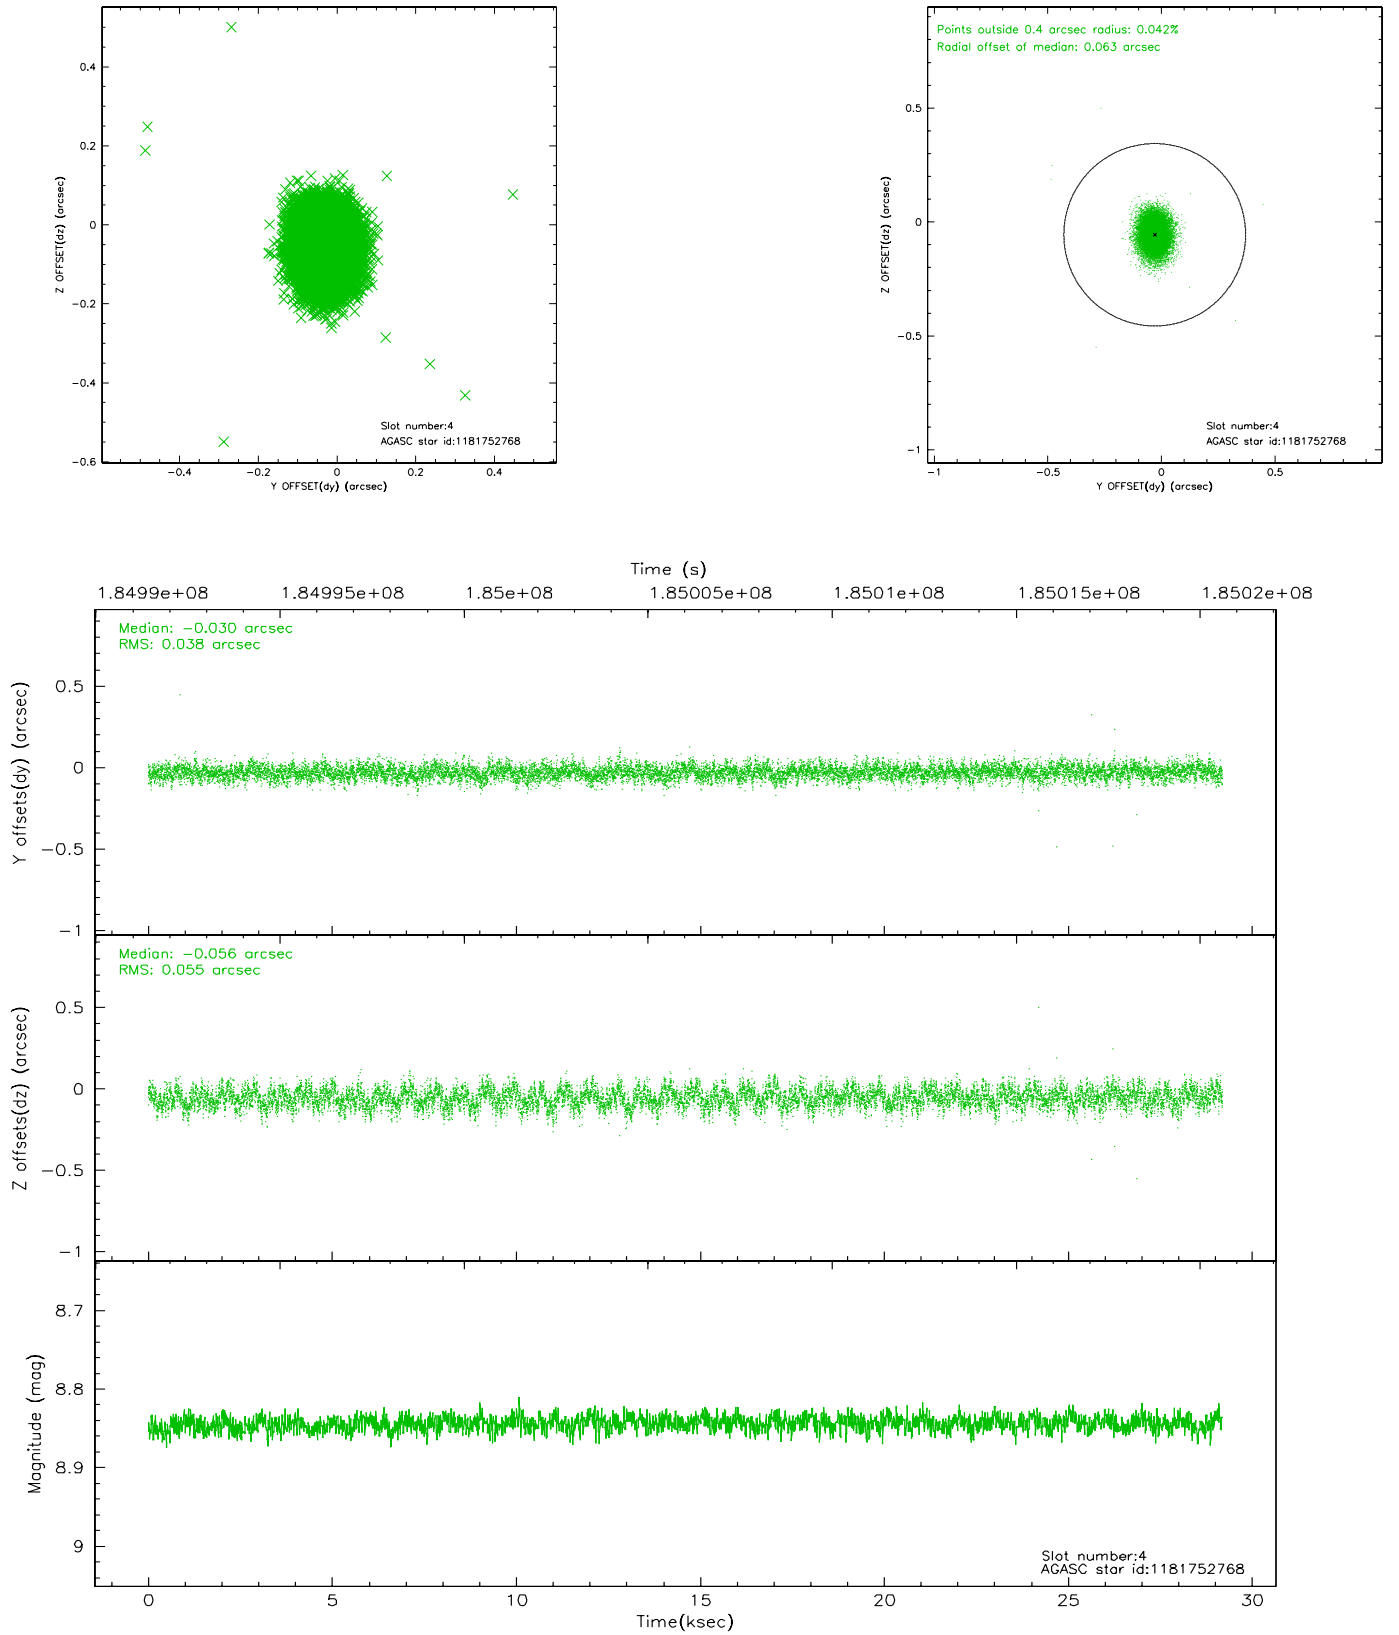 0.4
0.2
0
-0.2
-0.4
-0.6
Z OFFSET(dz) (arcsec)
Slot number:4
AGASC star id:1181752768
-0.4 -0.2 0 0.2 0.4
Y OFFSET(dy) (arcsec)
Points outside 0.4 arcsec radius: 0.042%
Radial offset of median: 0.063 arcsec
0.5
0
-0.5
-1
Z OFFSET(dz) (arcsec)
Slot number:4
AGASC star id:1181752768
-1 -0.5 0 0.5
Y OFFSET(dy) (arcsec)
Time (s)
1.8499e+08 1.84995e+08 1.85e+08 1.85005e+08 1.8501e+08 1.85015e+08 1.8502e+08
Median: -0.030 arcsec
RMS: 0.038 arcsec
0.5
0
-0.5
-1
Y offsets(dy) (arcsec)
Median: -0.056 arcsec
RMS: 0.055 arcsec
0.5
0
-0.5
-1
Z offsets(dz) (arcsec)
8.7
8.8
8.9
9
Magnitude (mag)
Slot number:4
AGASC star id:1181752768
0 5 10 15 20 25 30
Time(ksec)